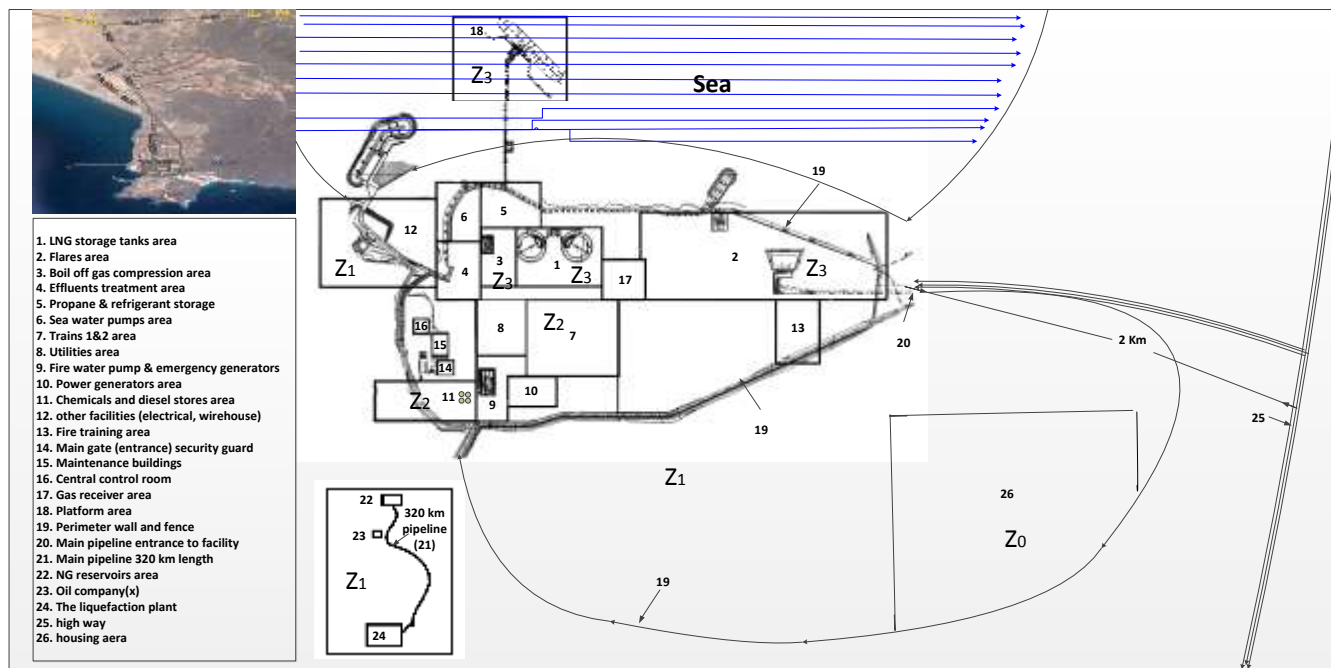 18
Z3
Sea
19
5
6
12
Z1
3
1
2
4
Z3
Z3
Z3
17
16
8
Z2
7
13
20
15
2 Km
14
Z2
11
9
10
19
25
Z1
26
Z0
22
320 km
pipeline
(21)
23
Z1
19
24
1. LNG storage tanks area
2. Flares area
3. Boil off gas compression area
4. Effluents treatment area
5. Propane & refrigerant storage
6. Sea water pumps area
7. Trains 1&2 area
8. Utilities area
9. Fire water pump & emergency generators
10. Power generators area
11. Chemicals and diesel stores area
12. other facilities (electrical, wirehouse)
13. Fire training area
14. Main gate (entrance) security guard
15. Maintenance buildings
16. Central control room
17. Gas receiver area
18. Platform area
19. Perimeter wall and fence
20. Main pipeline entrance to facility
21. Main pipeline 320 km length
22. NG reservoirs area
23. Oil company(x)
24. The liquefaction plant
25. high way
26. housing aera